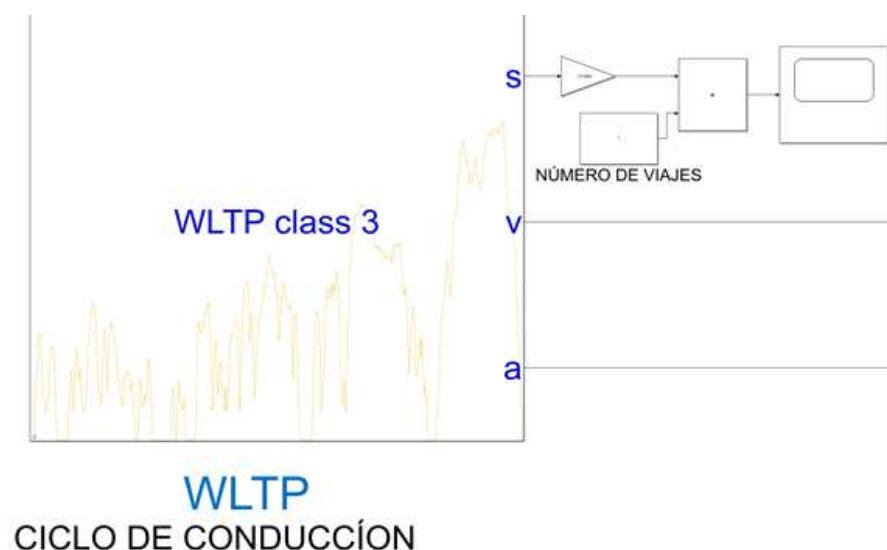 s
NÚMERO DE VIAJES
WLTP class 3
v
a
WLTP
CICLO DE CONDUCCÍON